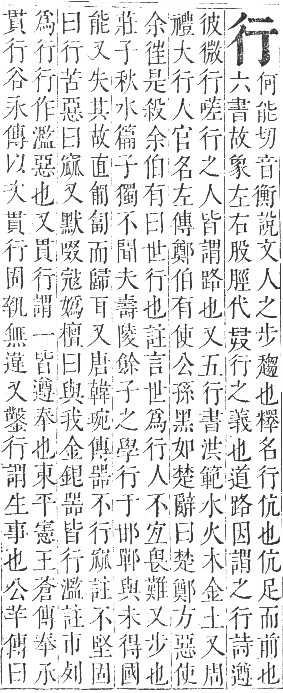 行
何能切音衡說文人之步趨也釋名行伉也伉足而前也
六書故象左右股脛代發行之義也道路因謂之行詩遵
彼微行嗟行之人皆謂路也又五行書洪範水火木金土又周
禮大行人官名左傳鄭伯有使公孫黑如楚辭曰楚鄭方惡使
余往是殺余伯有曰世行也註言世爲行人不宜畏難又步也
莊子秋水篇子獨不聞夫壽陵餘子之學行于邯鄲與未得國
能又失其故直匍匐而歸耳又唐韓琬傳器不行窳註不堅固
曰行苦惡曰窳又默啜寇嬀檀曰與我金銀器皆行濫註市列
爲行行作濫惡也又貫行謂一皆遵奉也東平憲王蒼傳奉承
貫行谷永傳以次貫行固執無違又鑿行謂生事也公羊傳曰